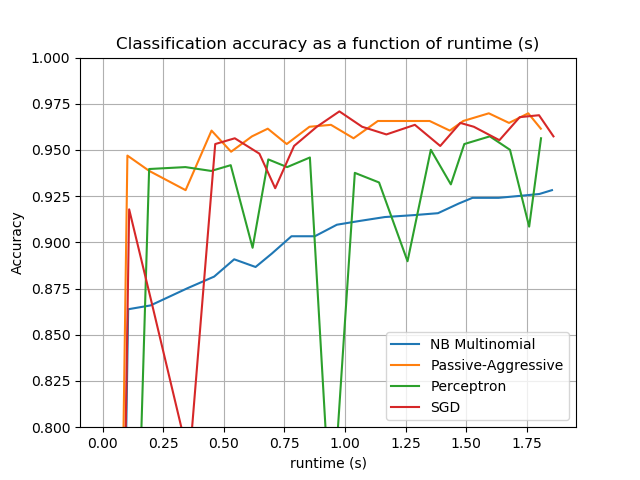 Classification accuracy as a function of runtime (s)
1.000
0.975
0.950
0.925
0.900
0.875
0.850
0.825
0.800
Accuracy
NB Multinomial
Passive-Aggressive
Perceptron
SGD
0.00 0.25 0.50 0.75 1.00 1.25 1.50 1.75
runtime (s)